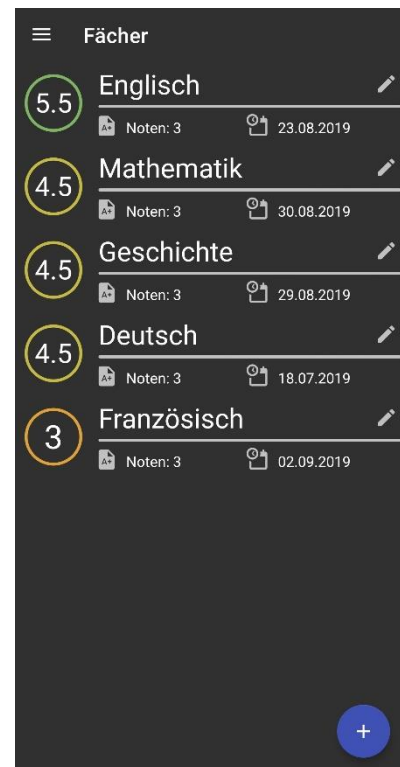 Fächer
5.5
Englisch
A+ Noten: 3 23.08.2019
4.5
Mathematik
A+ Noten: 3 30.08.2019
4.5
Geschichte
A+ Noten: 3 29.08.2019
4.5
Deutsch
A+ Noten: 3 18.07.2019
3
Französisch
A+ Noten: 3 02.09.2019
+